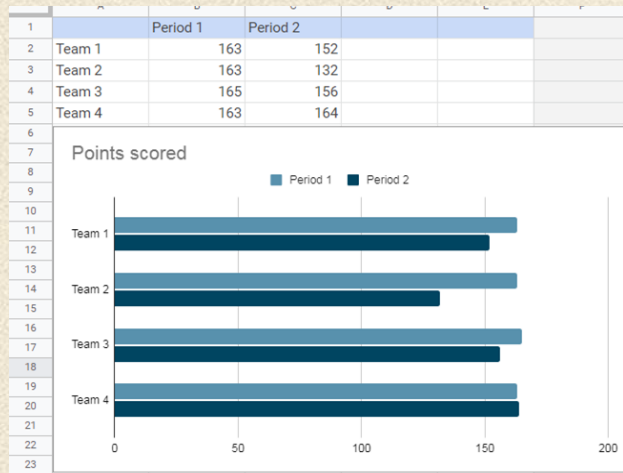 1 Period 1 Period 2
2 Team 1 163 152
3 Team 2 163 132
4 Team 3 165 156
5 Team 4 163 164
6
7
8
9
10
11
12
13
14
15
16
17
18
19
20
21
22
23
Points scored
Period 1 Period 2
Team 1
Team 2
Team 3
Team 4
0 50 100 150 200